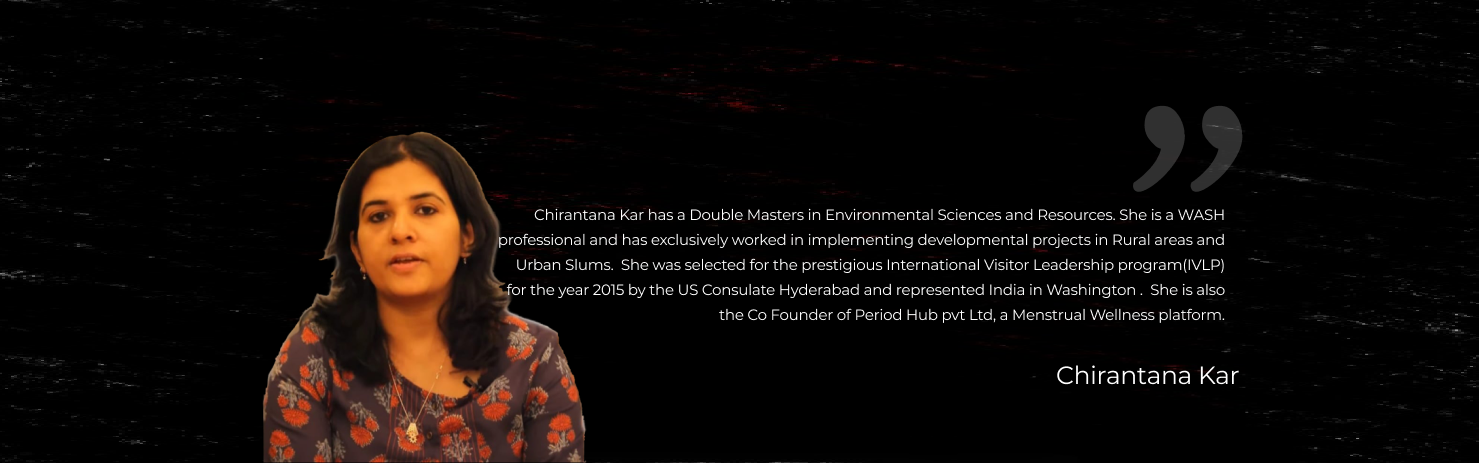 Chirantana Kar has a Double Masters in Environmental Sciences and Resources. She is a WASH
professional and has exclusively worked in implementing developmental projects in Rural areas and
Urban Slums.  She was selected for the prestigious International Visitor Leadership program(IVLP)
for the year 2015 by the US Consulate Hyderabad and represented India in Washington .  She is also
the Co Founder of Period Hub pvt Ltd, a Menstrual Wellness platform.
Chirantana Kar